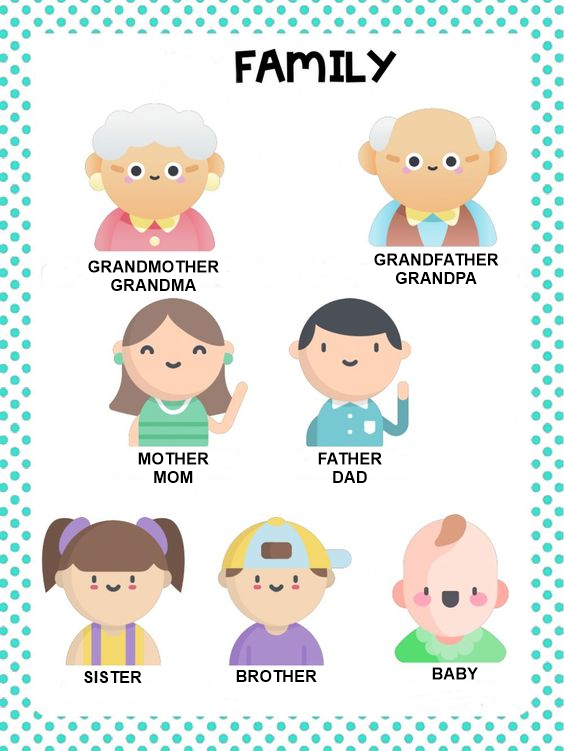 FAMILY
GRANDMOTHER
GRANDMA
GRANDFATHER
GRANDPA
MOTHER
MOM
FATHER
DAD
SISTER
BROTHER
BABY